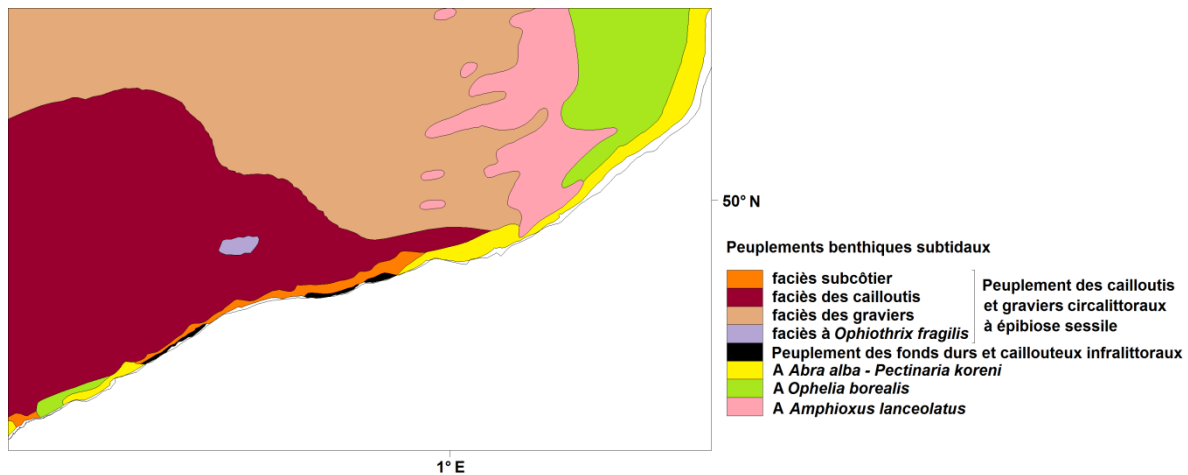 50° N
Peuplements benthiques subtidaux
faciès subcôtier
faciès des cailloutis
faciès des graviers
faciès à Ophiothrix fragilis
Peuplement des cailloutis
et graviers circalittoraux
à épibiose sessile
Peuplement des fonds durs et caillouteux infralittoraux
A Abra alba - Pectinaria koreni
A Ophelia borealis
A Amphioxus lanceolatus
1° E